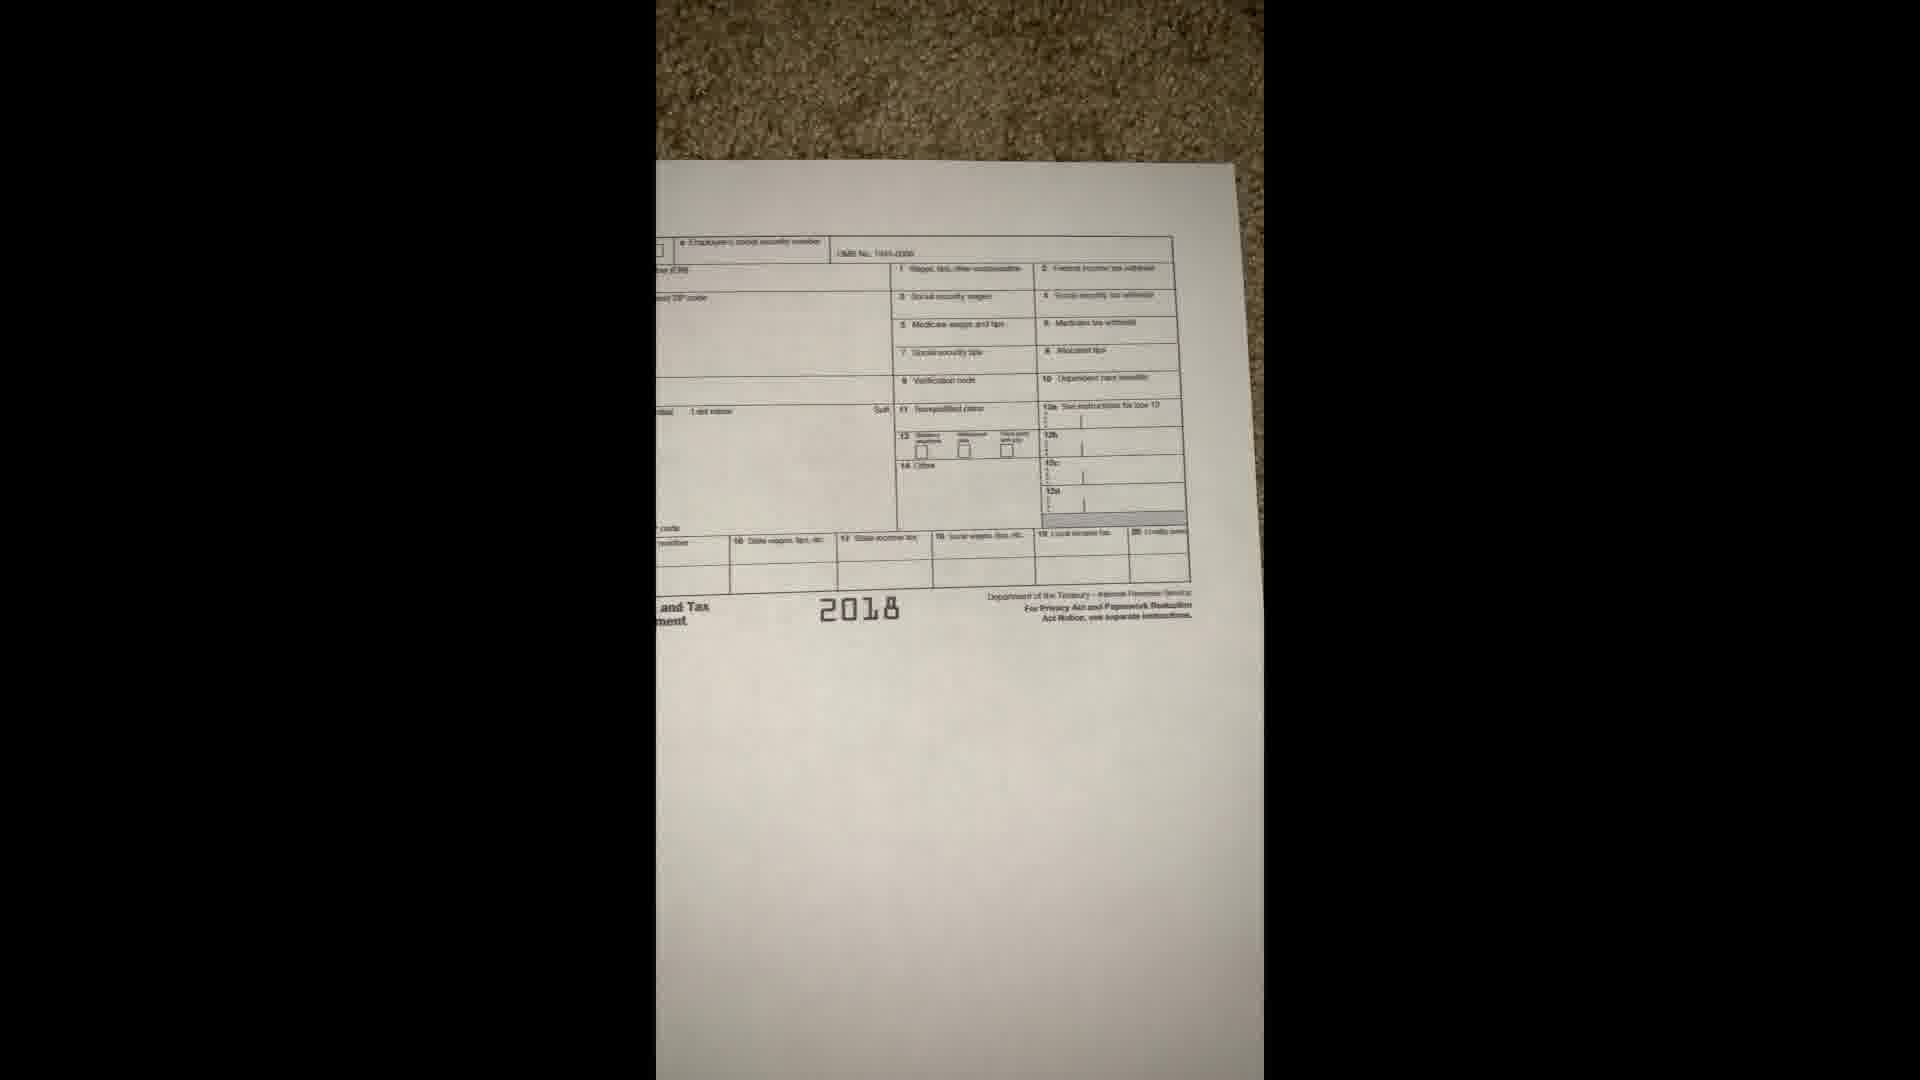 a Employee's social security number
OMB No. 1545-0008
ber (EIN)
1 Wages, tips, other compensation
2 Federal income tax withheld
and ZIP code
3 Social security wages
4 Social security tax withheld
5 Medicare wages and tips
6 Medicare tax withheld
7 Social security tips
8 Allocated tips
9 Verification code
10 Dependent care benefits
initial Last name Suff.
11 Nonqualified plans
12a See instructions for box 12
13 Statutory employee Retirement plan Third-party sick pay
12b
14 Other
12c
12d
P code
number
16 State wages, tips, etc.
17 State income tax
18 Local wages, tips, etc.
19 Local income tax
20 Locality name
and Tax
ment
2018
Department of the Treasury - Internal Revenue Service
For Privacy Act and Paperwork Reduction
Act Notice, see separate instructions.